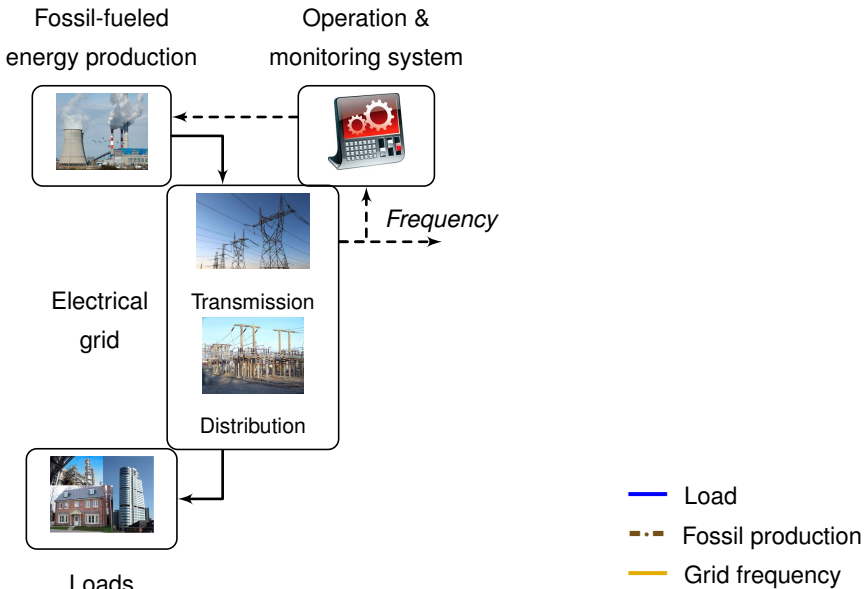 Fossil-fueled
energy production
Operation &
monitoring system
Frequency
Electrical
grid
Transmission
Distribution
Loads
Load
Fossil production
Grid frequency